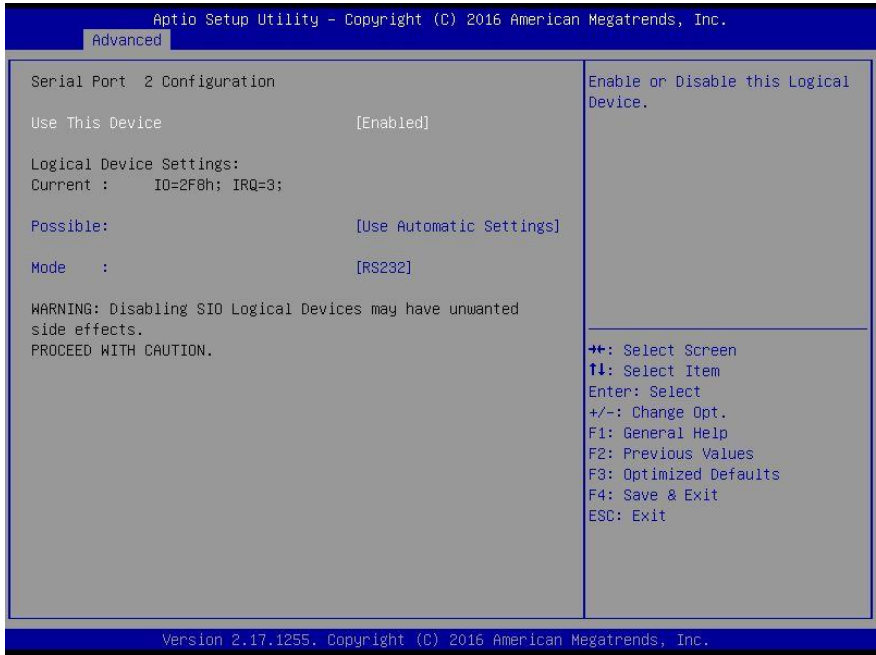 Aptio Setup Utility – Copyright (C) 2016 American Megatrends, Inc.
Advanced
Serial Port 2 Configuration
Use This Device [Enabled]
Logical Device Settings:
Current : IO=2F8h; IRQ=3;
Possible: [Use Automatic Settings]
Mode : [RS232]
WARNING: Disabling SIO Logical Devices may have unwanted
side effects.
PROCEED WITH CAUTION.
Enable or Disable this Logical
Device.
→←: Select Screen
↑↓: Select Item
Enter: Select
+/-: Change Opt.
F1: General Help
F2: Previous Values
F3: Optimized Defaults
F4: Save & Exit
ESC: Exit
Version 2.17.1255. Copyright (C) 2016 American Megatrends, Inc.